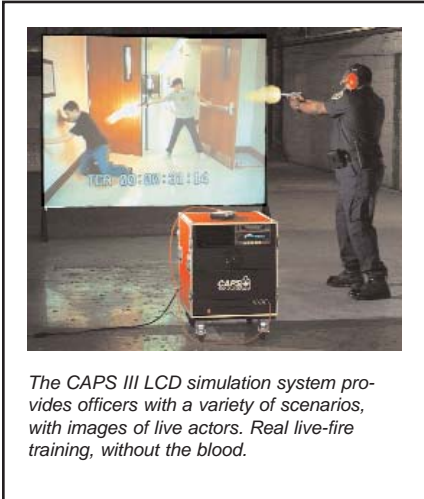 TCR 00:00:31:14
CAPS
The CAPS III LCD simulation system pro-
vides officers with a variety of scenarios,
with images of live actors. Real live-fire
training, without the blood.